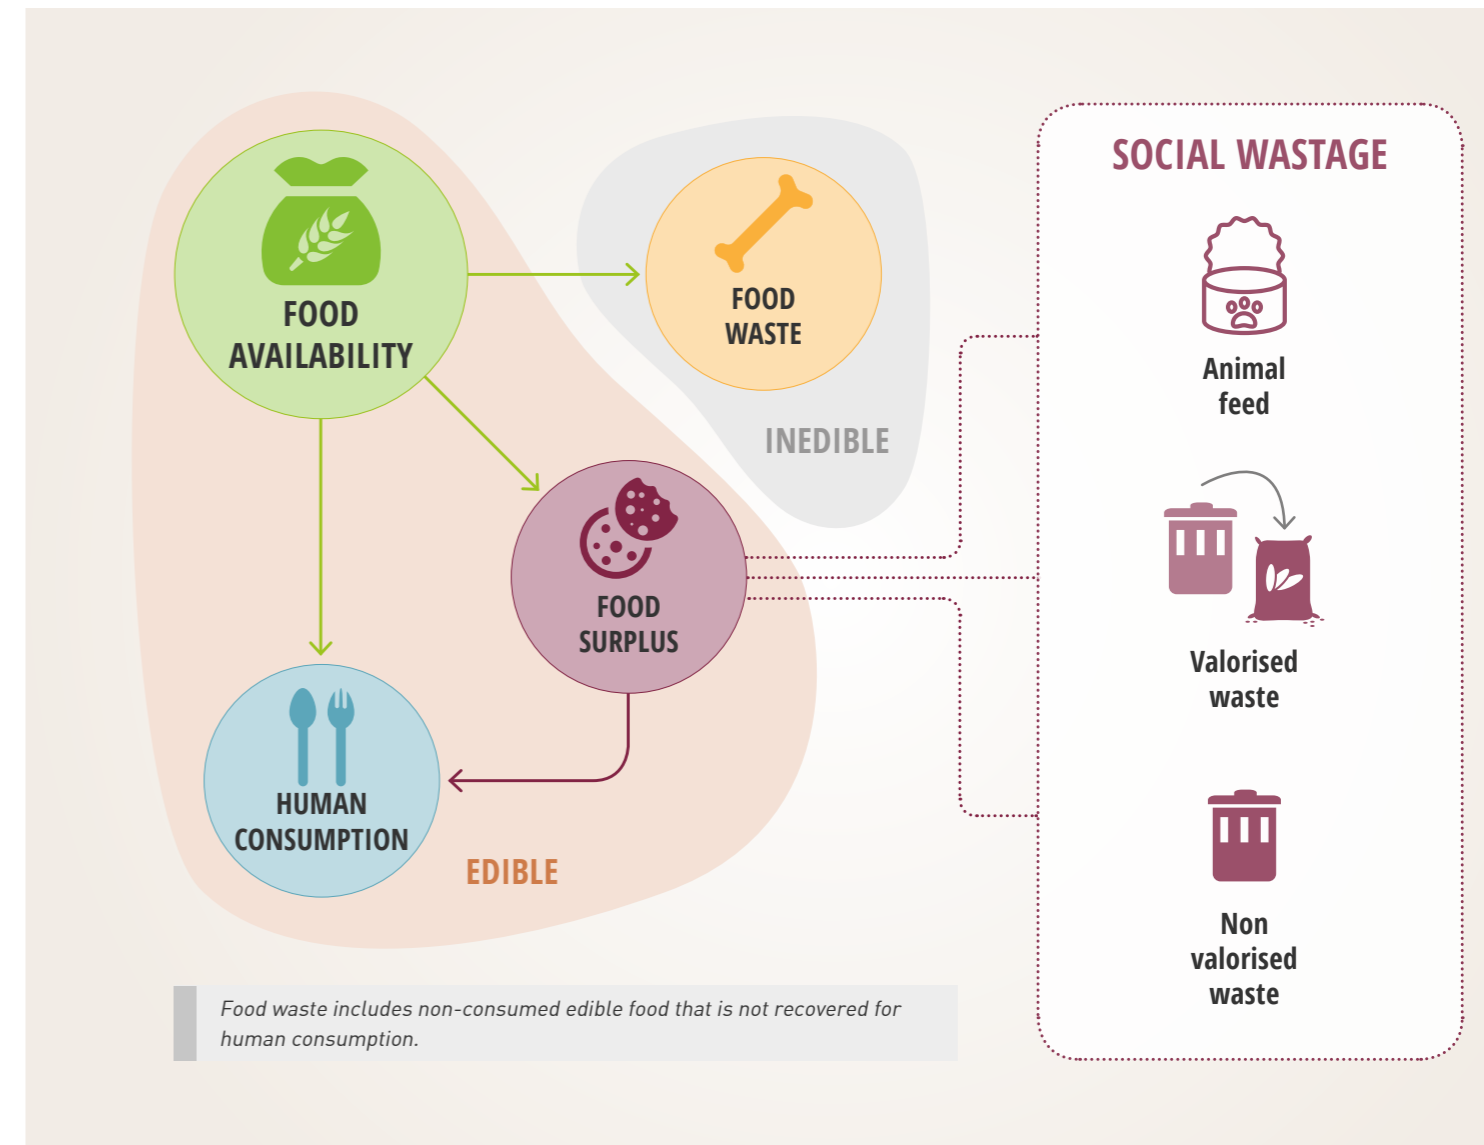 FOOD
AVAILABILITY
FOOD
WASTE
INEDIBLE
FOOD
SURPLUS
HUMAN
CONSUMPTION
EDIBLE
SOCIAL WASTAGE
Animal
feed
Valorised
waste
Non
valorised
waste
Food waste includes non-consumed edible food that is not recovered for
human consumption.